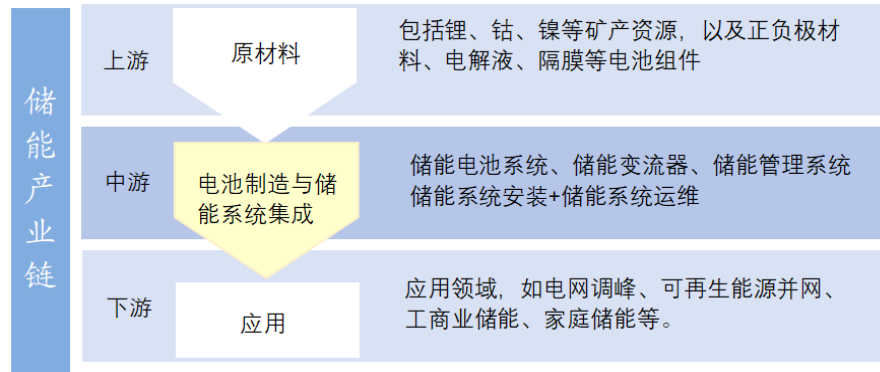 储能产业链
上游
原材料
包括锂、钴、镍等矿产资源,以及正负极材
料、电解液、隔膜等电池组件
中游
电池制造与储
能系统集成
储能电池系统、储能变流器、储能管理系统
储能系统安装+储能系统运维
下游
应用
应用领域,如电网调峰、可再生能源并网、
工商业储能、家庭储能等。